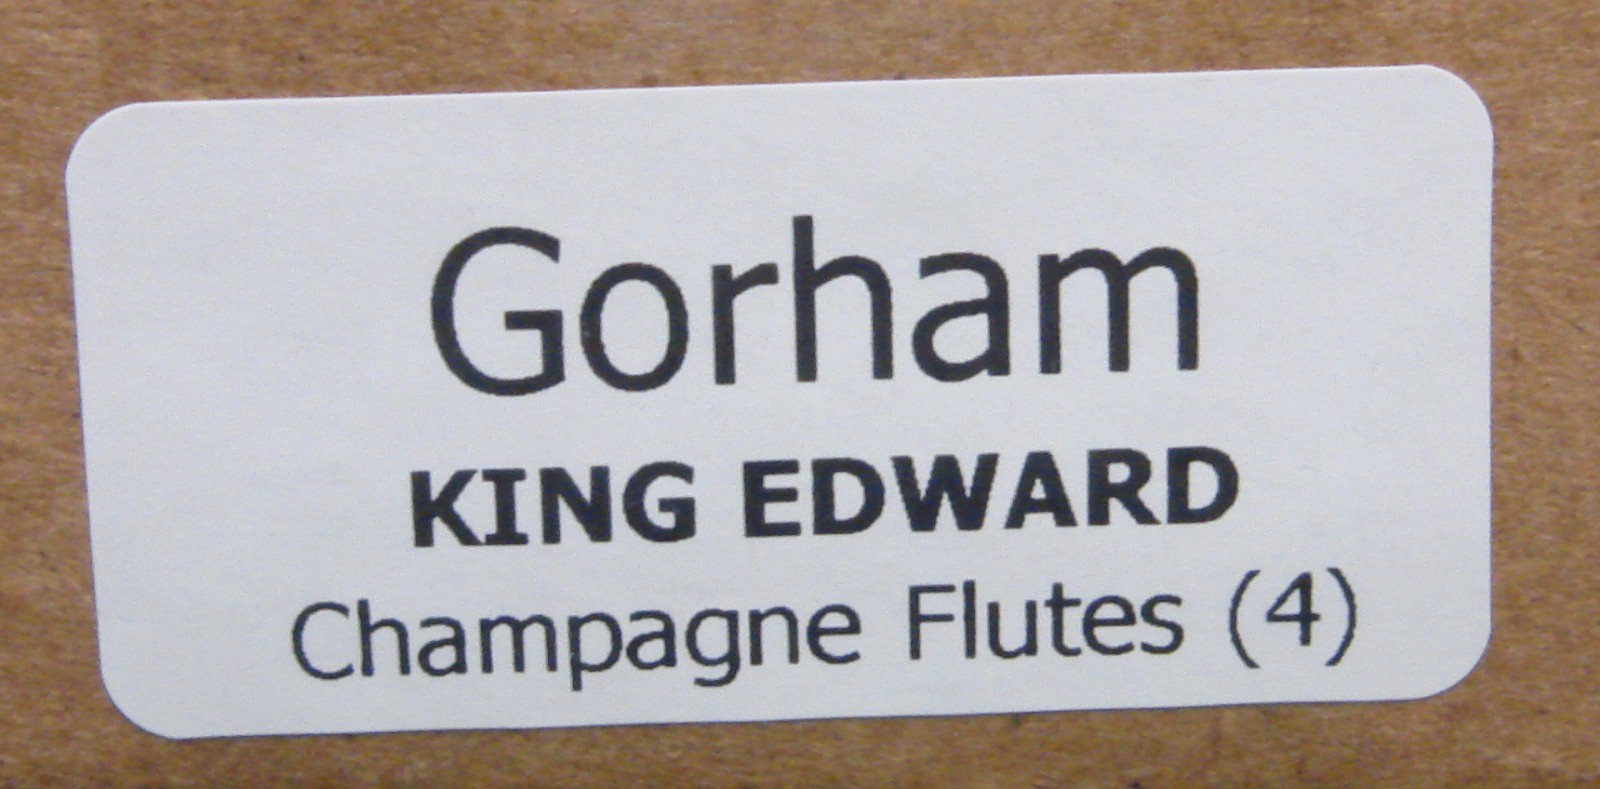 Gorham
KING EDWARD
Champagne Flutes (4)